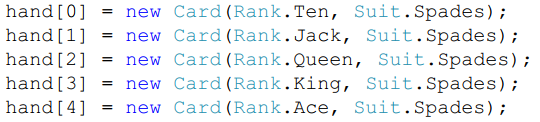 hand[0] = new Card(Rank.Ten, Suit.Spades);
hand[1] = new Card(Rank.Jack, Suit.Spades);
hand[2] = new Card(Rank.Queen, Suit.Spades);
hand[3] = new Card(Rank.King, Suit.Spades);
hand[4] = new Card(Rank.Ace, Suit.Spades);